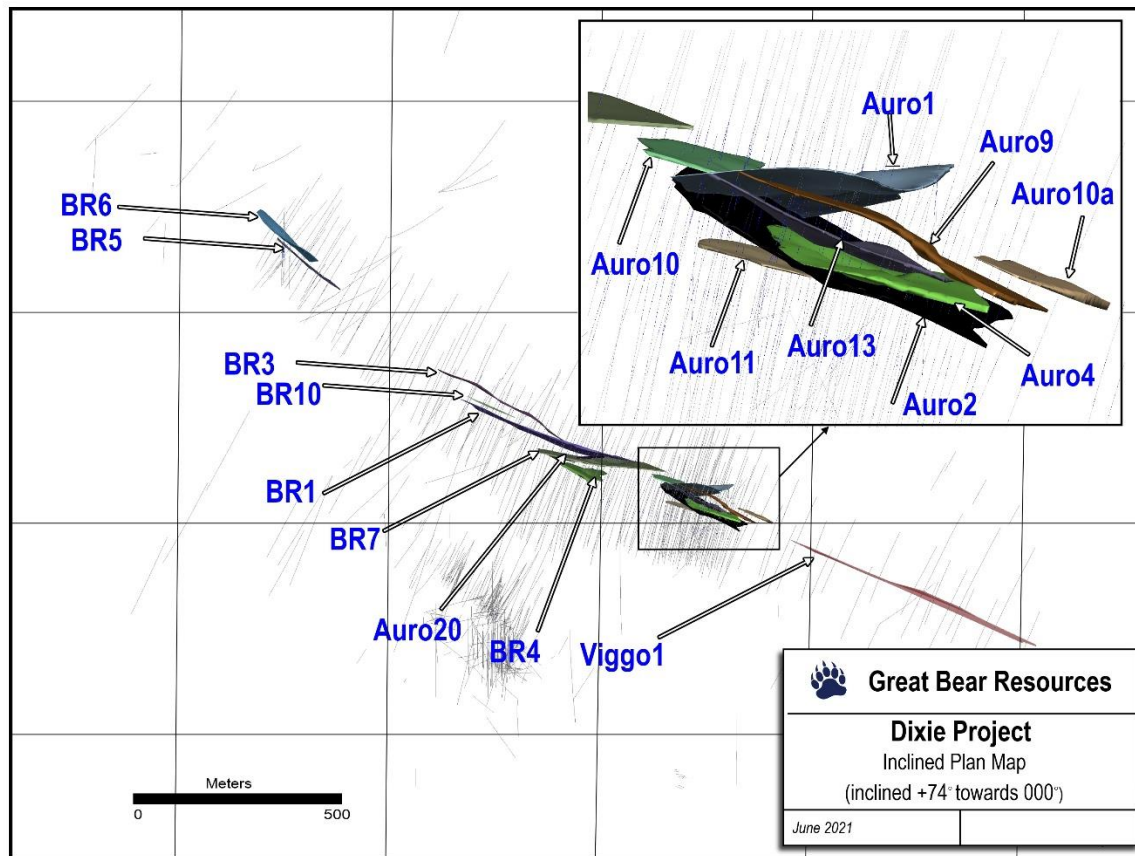 Auro1
Auro9
Auro10a
Auro10
Auro11
Auro13
Auro4
Auro2
BR6
BR5
BR3
BR10
BR1
BR7
Auro20
BR4
Viggo1
Great Bear Resources
Dixie Project
Inclined Plan Map
(inclined +74° towards 000°)
June 2021
Meters
0 500